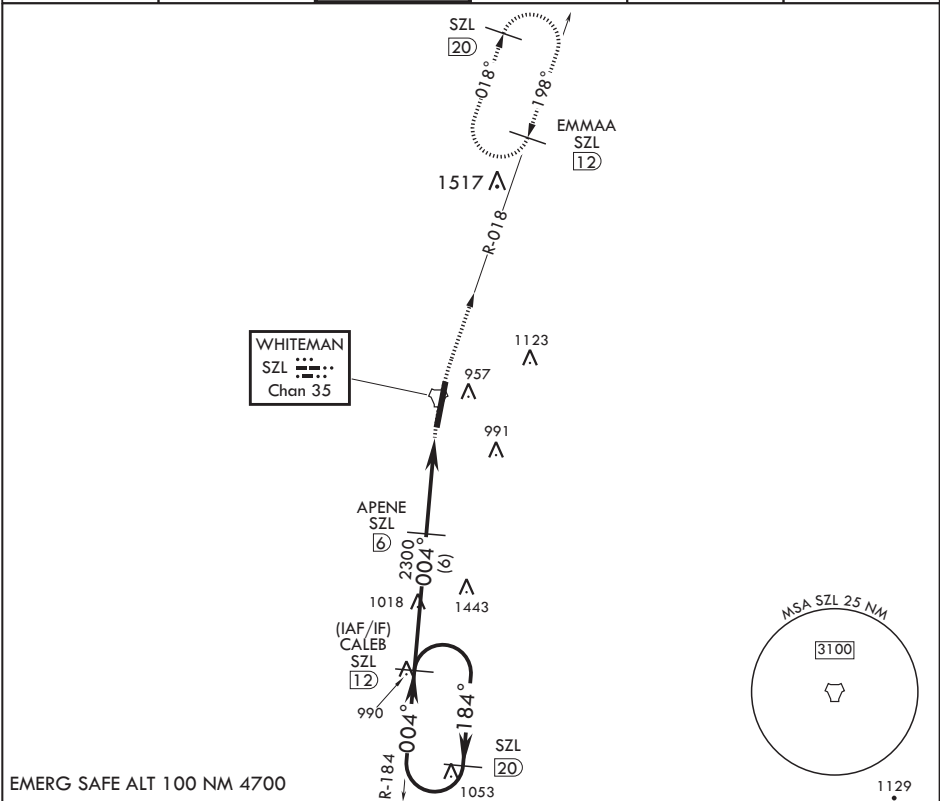 SZL
20
018°
198°
EMMAA
SZL
12
1517
R-018
WHITEMAN
SZL
Chan 35
1123
957
991
APENE
SZL
6
2300
004°
(6)
1018
1443
(IAF/IF)
CALEB
SZL
12
990
004°
184°
R-184
SZL
20
1053
MSA SZL 25 NM
3100
EMERG SAFE ALT 100 NM 4700
1129